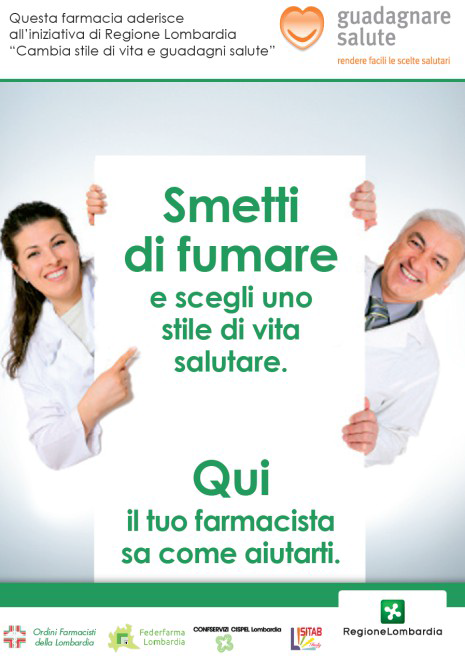 Questa farmacia aderisce
all'iniziativa di Regione Lombardia
"Cambia stile di vita e guadagni salute"
guadagnare
salute
rendere facili le scelte salutari
Smetti
di fumare
e scegli uno
stile di vita
salutare.
Qui
il tuo farmacista
sa come aiutarti.
Ordini Farmacisti
della Lombardia
Federfarma
Lombardia
CONFSERVIZI CISPEL Lombardia
SITAB
RegioneLombardia